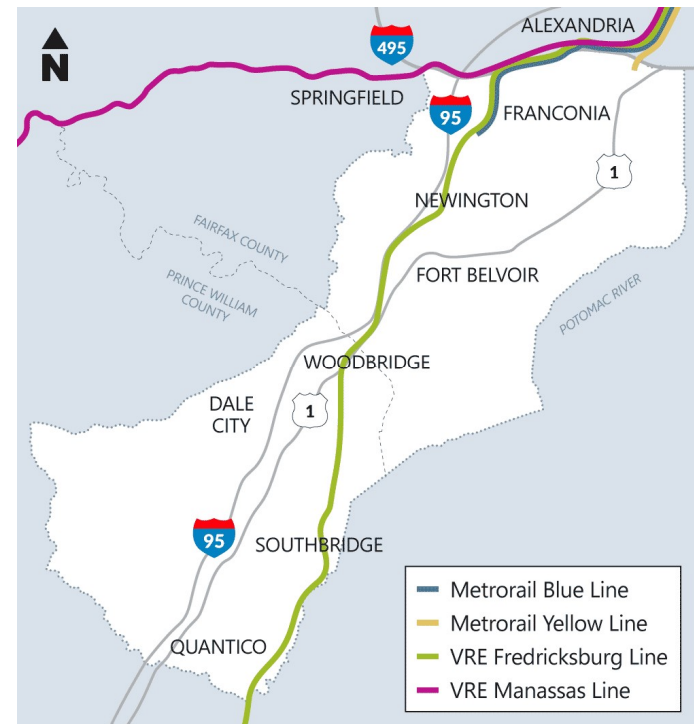 N
ALEXANDRIA
495
SPRINGFIELD
95
FRANCONIA
1
NEWINGTON
FAIRFAX COUNTY
FORT BELVOIR
PRINCE WILLIAM
COUNTY
POTOMAC RIVER
WOODBRIDGE
DALE
CITY
1
95
SOUTHBRIDGE
QUANTICO
Metrorail Blue Line
Metrorail Yellow Line
VRE Fredricksburg Line
VRE Manassas Line